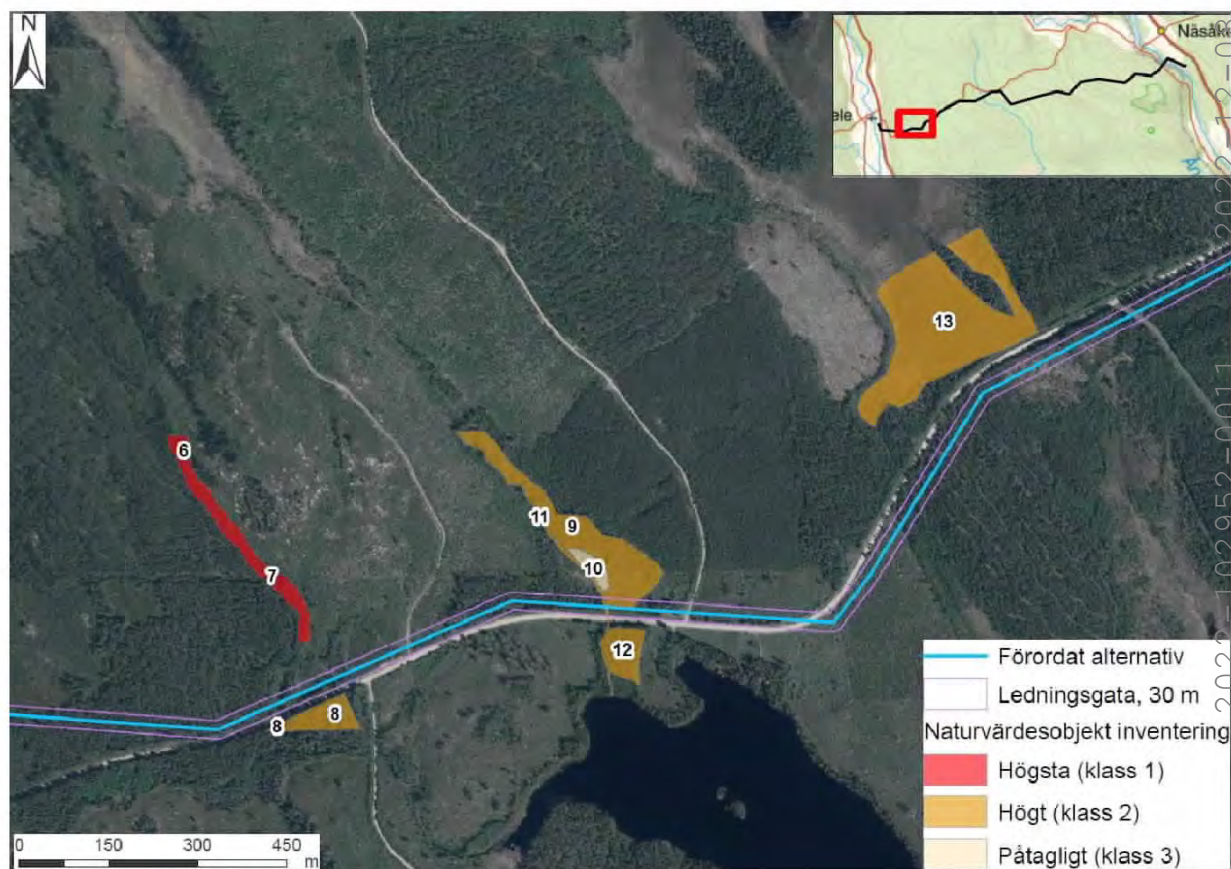 N
Näsåke
ele
6
7
8
8
9
10
11
12
13
0 150 300 450
m
Förordat alternativ
Ledningsgata, 30 m
Naturvärdesobjekt inventering
Högsta (klass 1)
Högt (klass 2)
Påtagligt (klass 3)